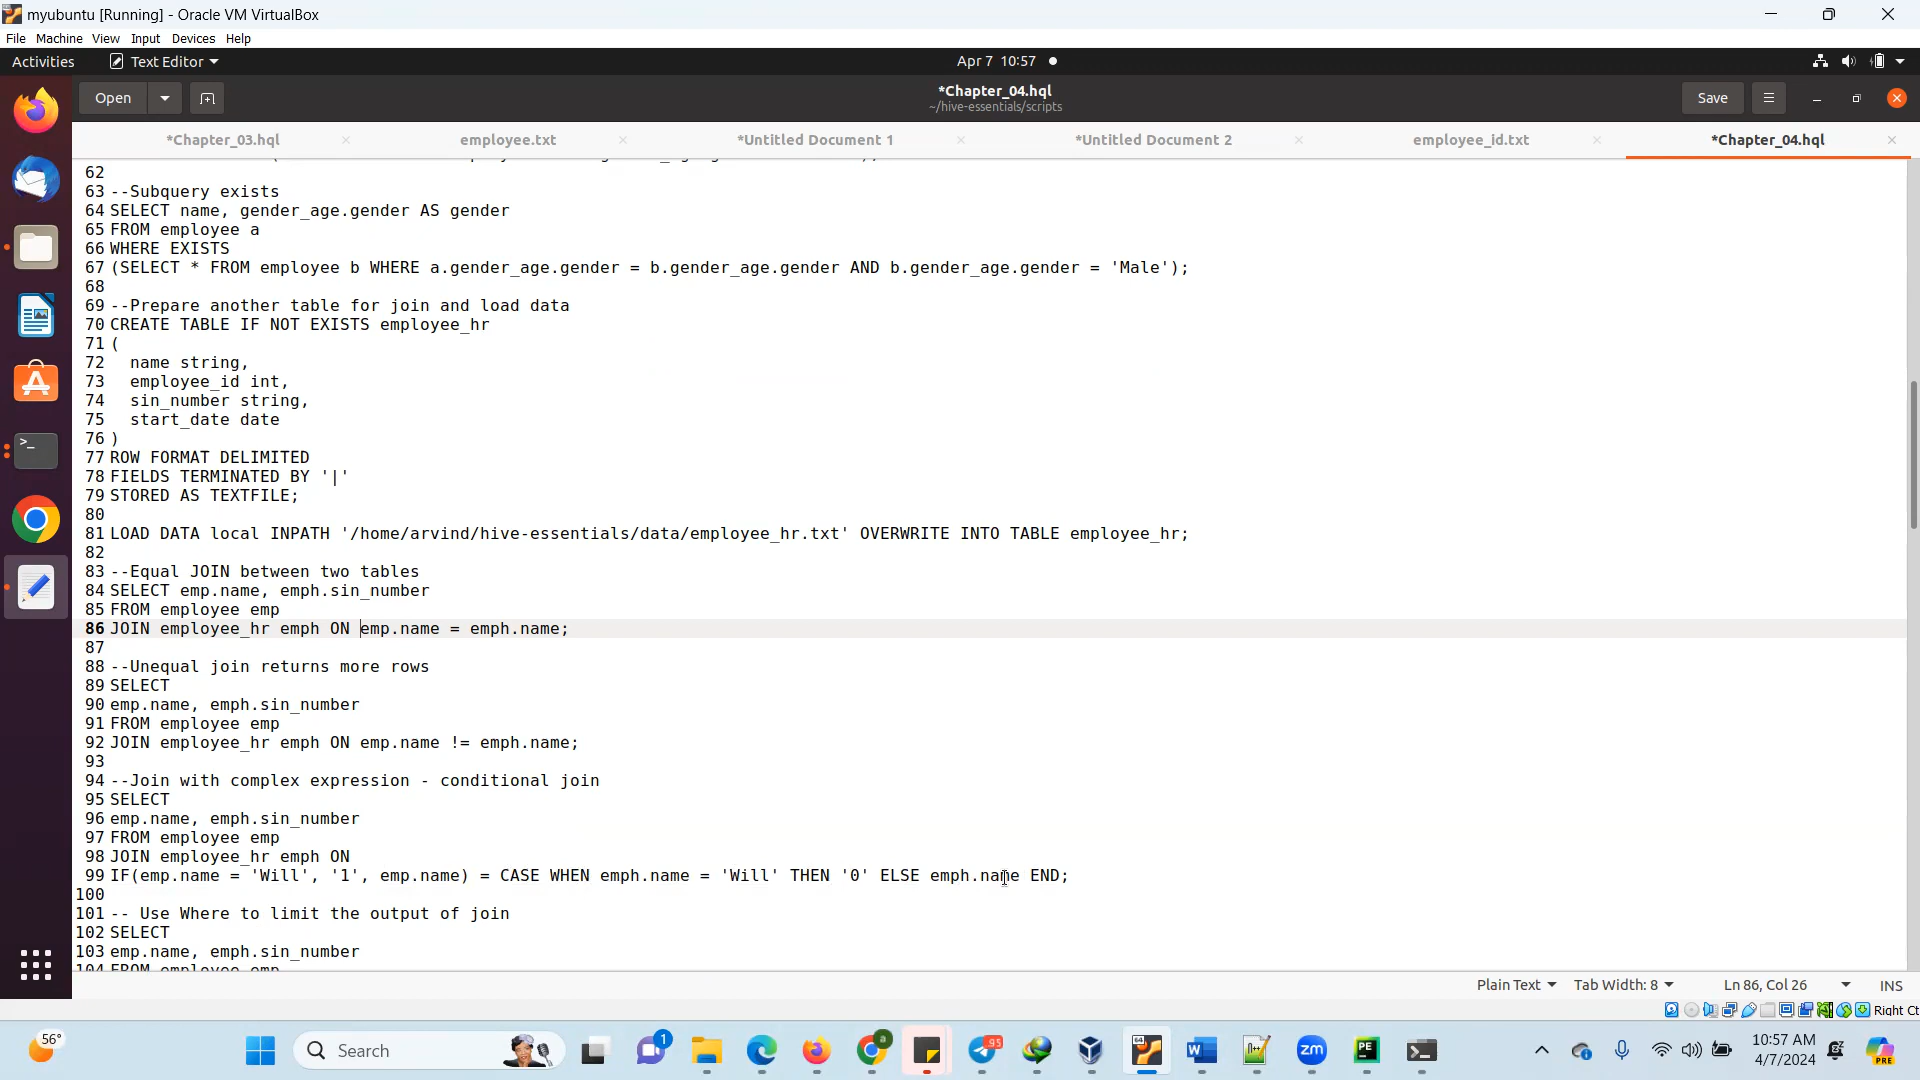 myubuntu [Running] - Oracle VM VirtualBox
File Machine View Input Devices Help
Activities Text Editor Apr 7 10:57
Open *Chapter_04.hql Save
~/hive-essentials/scripts
*Chapter_03.hql employee.txt *Untitled Document 1 *Untitled Document 2 employee_id.txt *Chapter_04.hql
62
63 --Subquery exists
64 SELECT name, gender_age.gender AS gender
65 FROM employee a
66 WHERE EXISTS
67 (SELECT * FROM employee b WHERE a.gender_age.gender = b.gender_age.gender AND b.gender_age.gender = 'Male');
68
69 --Prepare another table for join and load data
70 CREATE TABLE IF NOT EXISTS employee_hr
71 (
72   name string,
73   employee_id int,
74   sin_number string,
75   start_date date
76 )
77 ROW FORMAT DELIMITED
78 FIELDS TERMINATED BY '|'
79 STORED AS TEXTFILE;
80
81 LOAD DATA local INPATH '/home/arvind/hive-essentials/data/employee_hr.txt' OVERWRITE INTO TABLE employee_hr;
82
83 --Equal JOIN between two tables
84 SELECT emp.name, emph.sin_number
85 FROM employee emp
86 JOIN employee_hr emph ON emp.name = emph.name;
87
88 --Unequal join returns more rows
89 SELECT
90 emp.name, emph.sin_number
91 FROM employee emp
92 JOIN employee_hr emph ON emp.name != emph.name;
93
94 --Join with complex expression - conditional join
95 SELECT
96 emp.name, emph.sin_number
97 FROM employee emp
98 JOIN employee_hr emph ON
99 IF(emp.name = 'Will', '1', emp.name) = CASE WHEN emph.name = 'Will' THEN '0' ELSE emph.name END;
100
101 -- Use Where to limit the output of join
102 SELECT
103 emp.name, emph.sin_number
104 FROM employee emp
Plain Text Tab Width: 8 Ln 86, Col 26 INS
Right Ct
56° Search 1 95 10:57 AM
4/7/2024